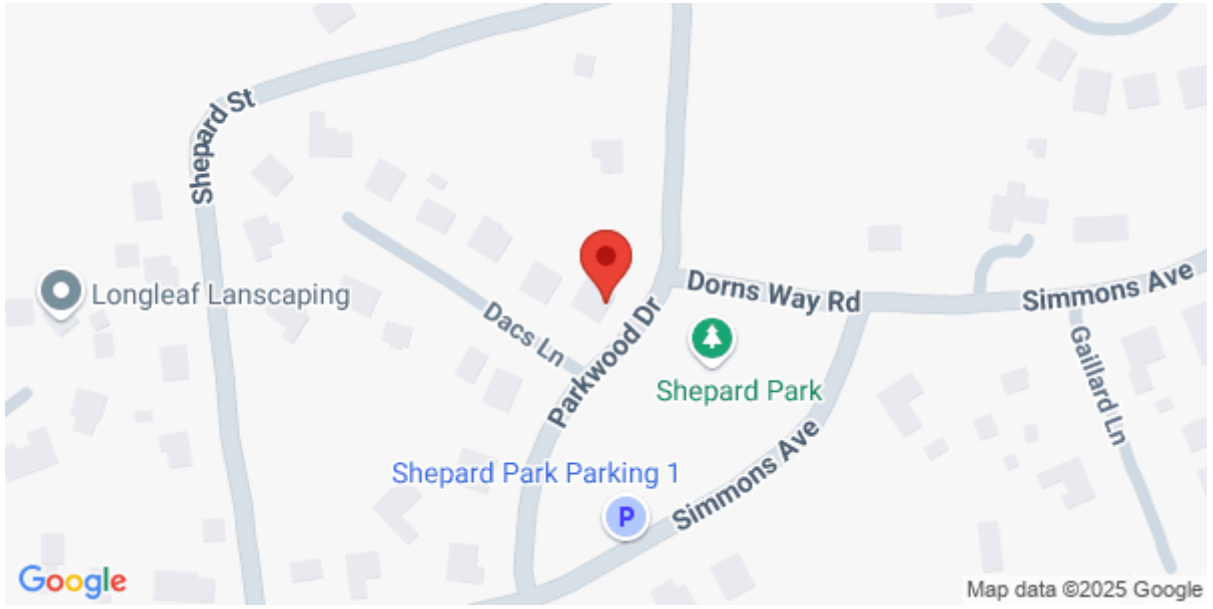 Shepard St
Dorns Way Rd
Simmons Ave
Longleaf Lanscaping
Dacs Ln
Parkwood Dr
Shepard Park
Gaillard Ln
Shepard Park Parking 1
P
Simmons Ave
Google
Map data ©2025 Google